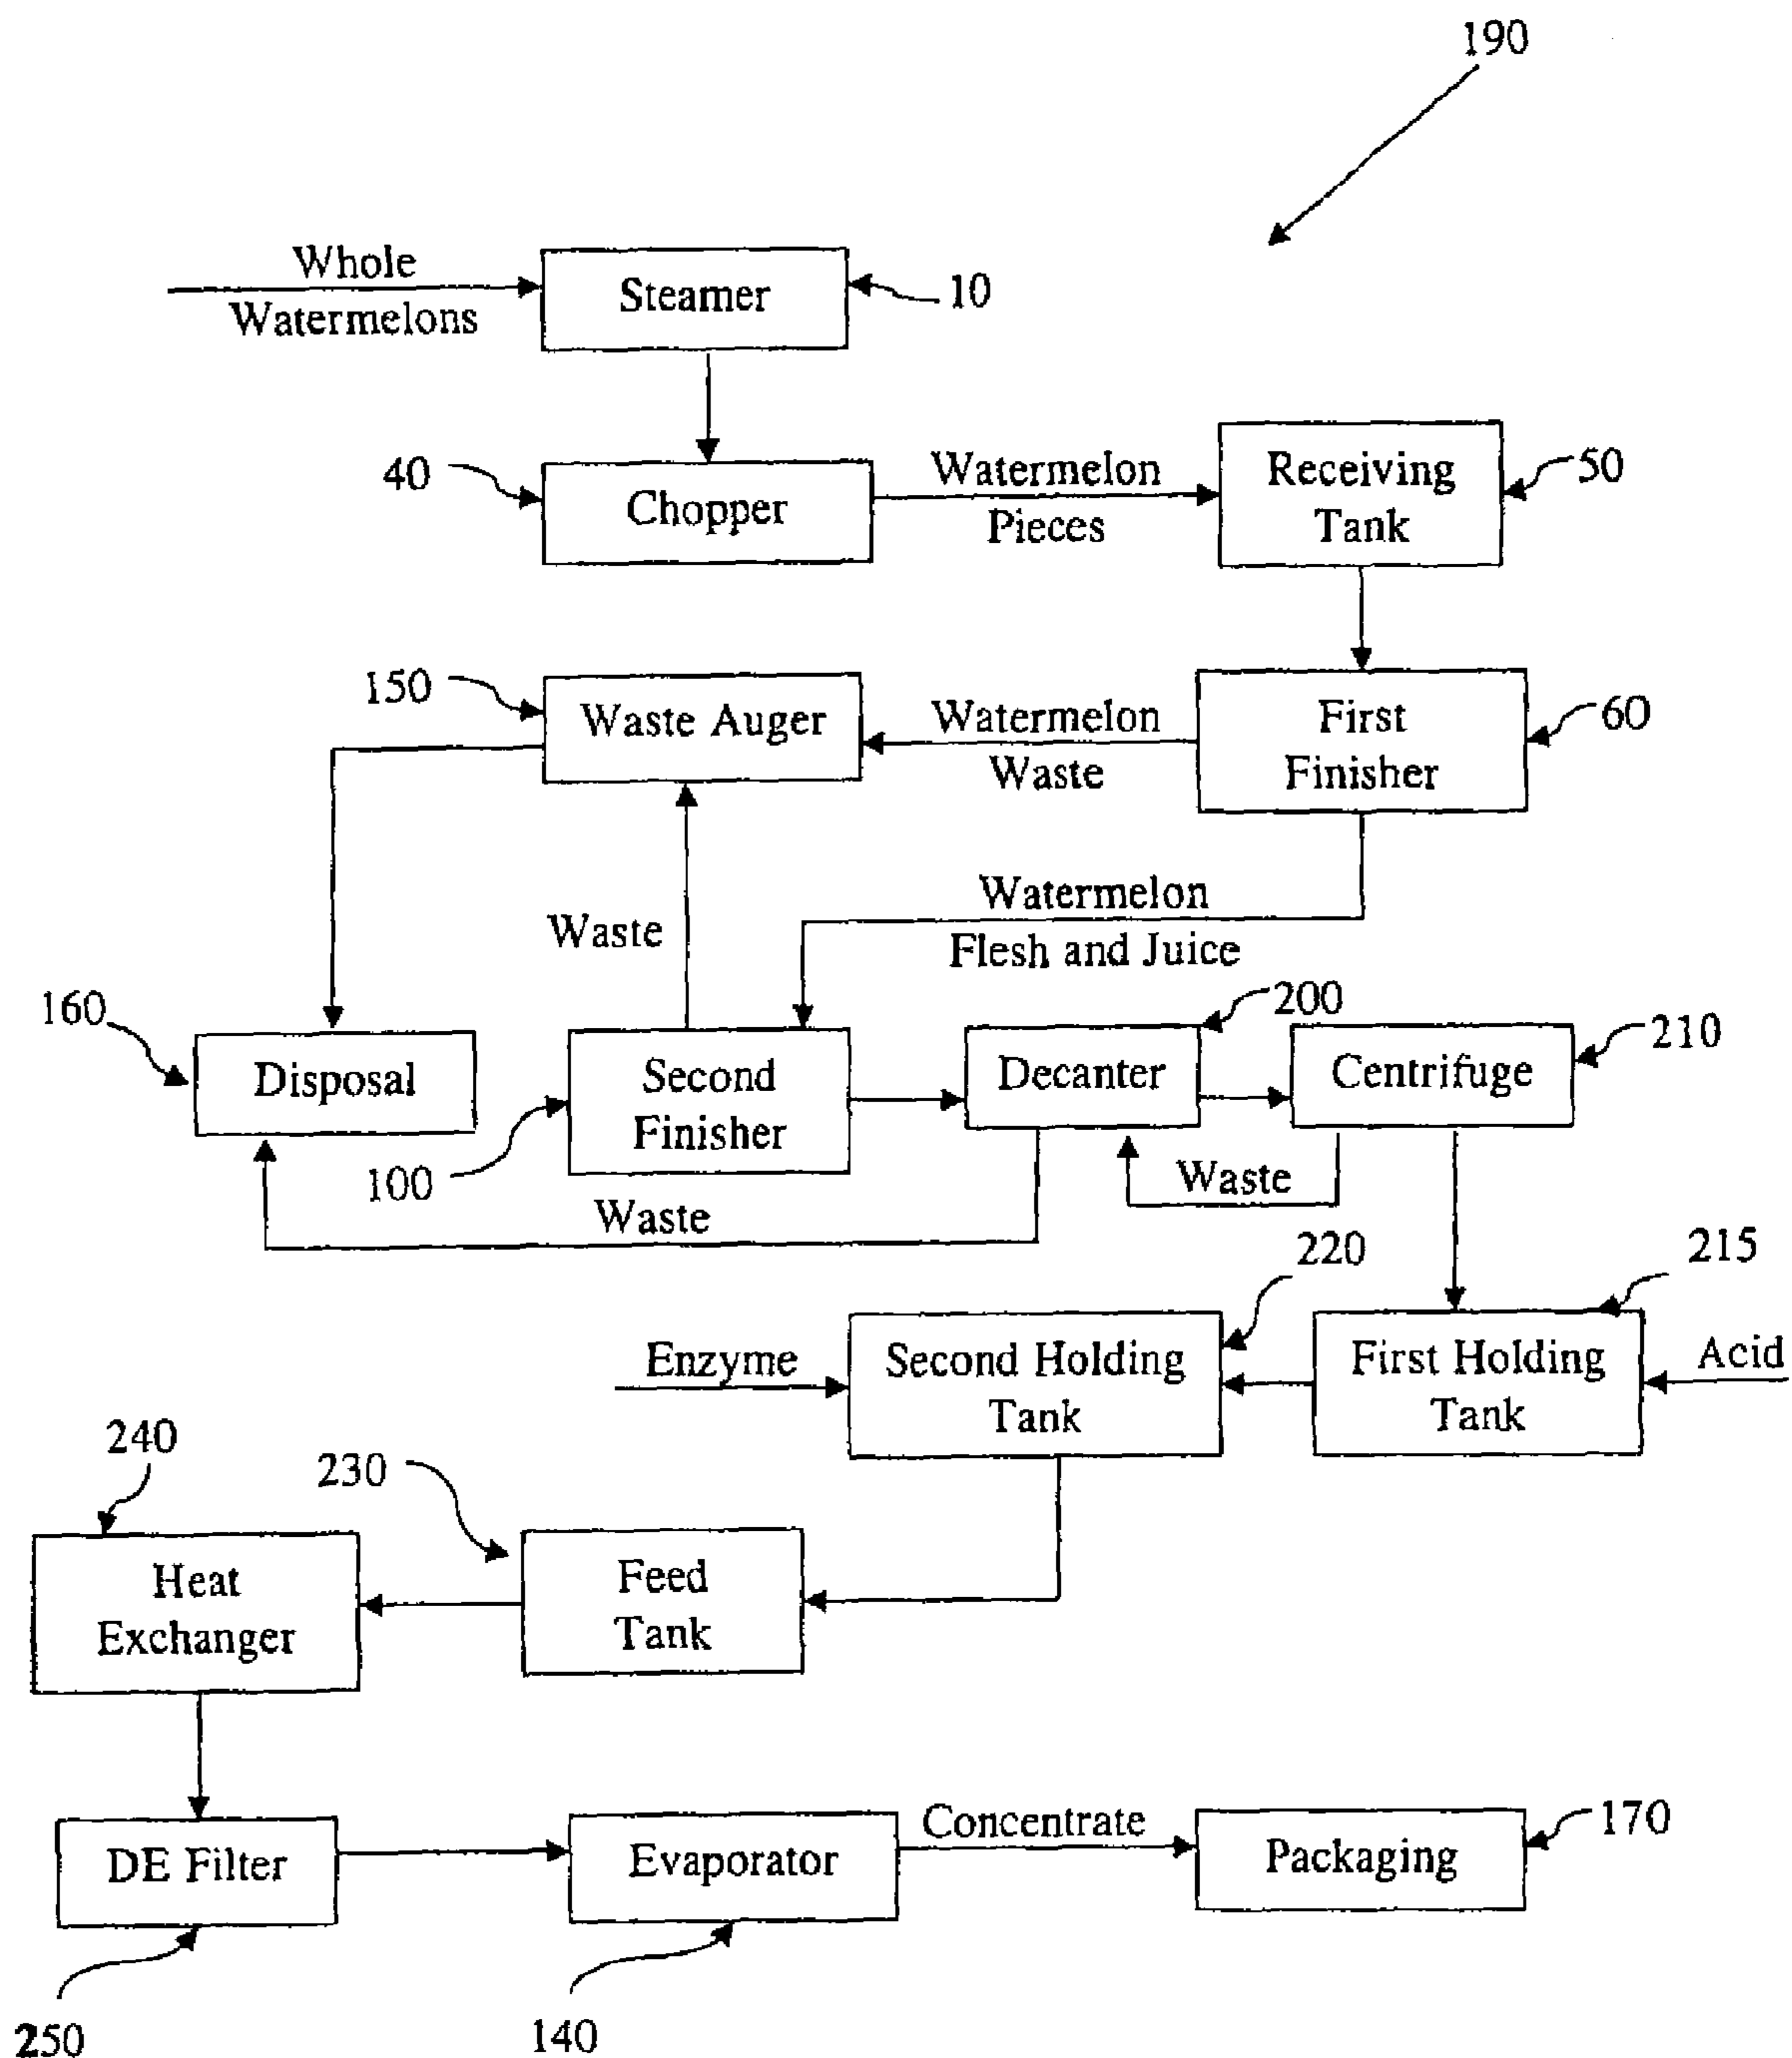 190
Whole
Watermelons
Steamer
10
40
Chopper
Watermelon
Pieces
Receiving
Tank
50
150
Waste Auger
Watermelon
Waste
First
Finisher
60
Waste
Watermelon
Flesh and Juice
160
Disposal
100
Second
Finisher
200
Decanter
210
Centrifuge
Waste
Waste
220
215
Enzyme
Second Holding
Tank
First Holding
Tank
Acid
240
230
Heat
Exchanger
Feed
Tank
DE Filter
Evaporator
Concentrate
Packaging
170
250
140